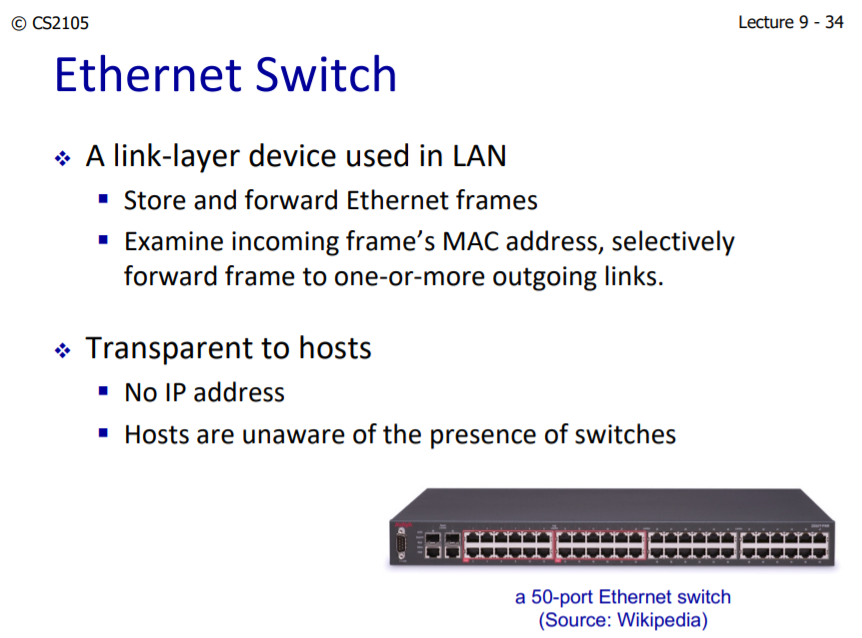 © CS2105
Lecture 9 - 34
Ethernet Switch
A link-layer device used in LAN
Store and forward Ethernet frames
Examine incoming frame's MAC address, selectively
forward frame to one-or-more outgoing links.
Transparent to hosts
No IP address
Hosts are unaware of the presence of switches
a 50-port Ethernet switch
(Source: Wikipedia)